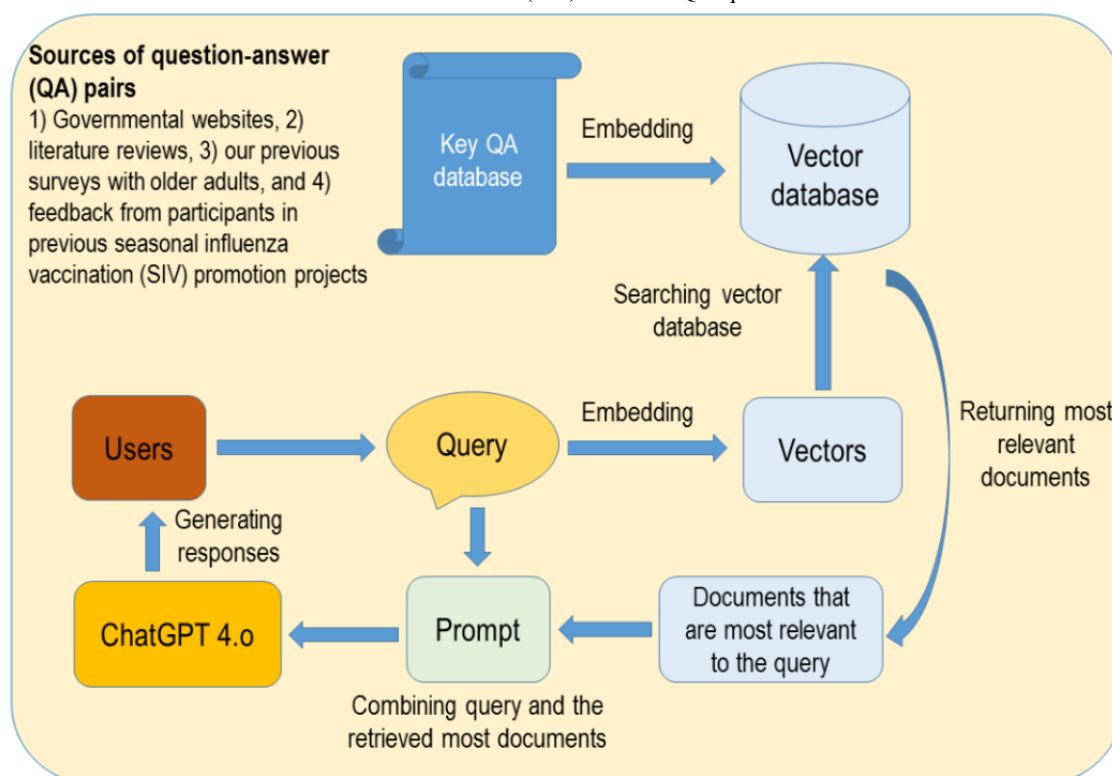 Sources of question-answer
(QA) pairs
1) Governmental websites, 2)
literature reviews, 3) our previous
surveys with older adults, and 4)
feedback from participants in
previous seasonal influenza
vaccination (SIV) promotion projects
Key QA
database
Embedding
Vector
database
Searching vector
database
Users
Query
Embedding
Vectors
Returning most
relevant
documents
Generating
responses
ChatGPT 4.o
Prompt
Documents that
are most relevant
to the query
Combining query and the
retrieved most documents